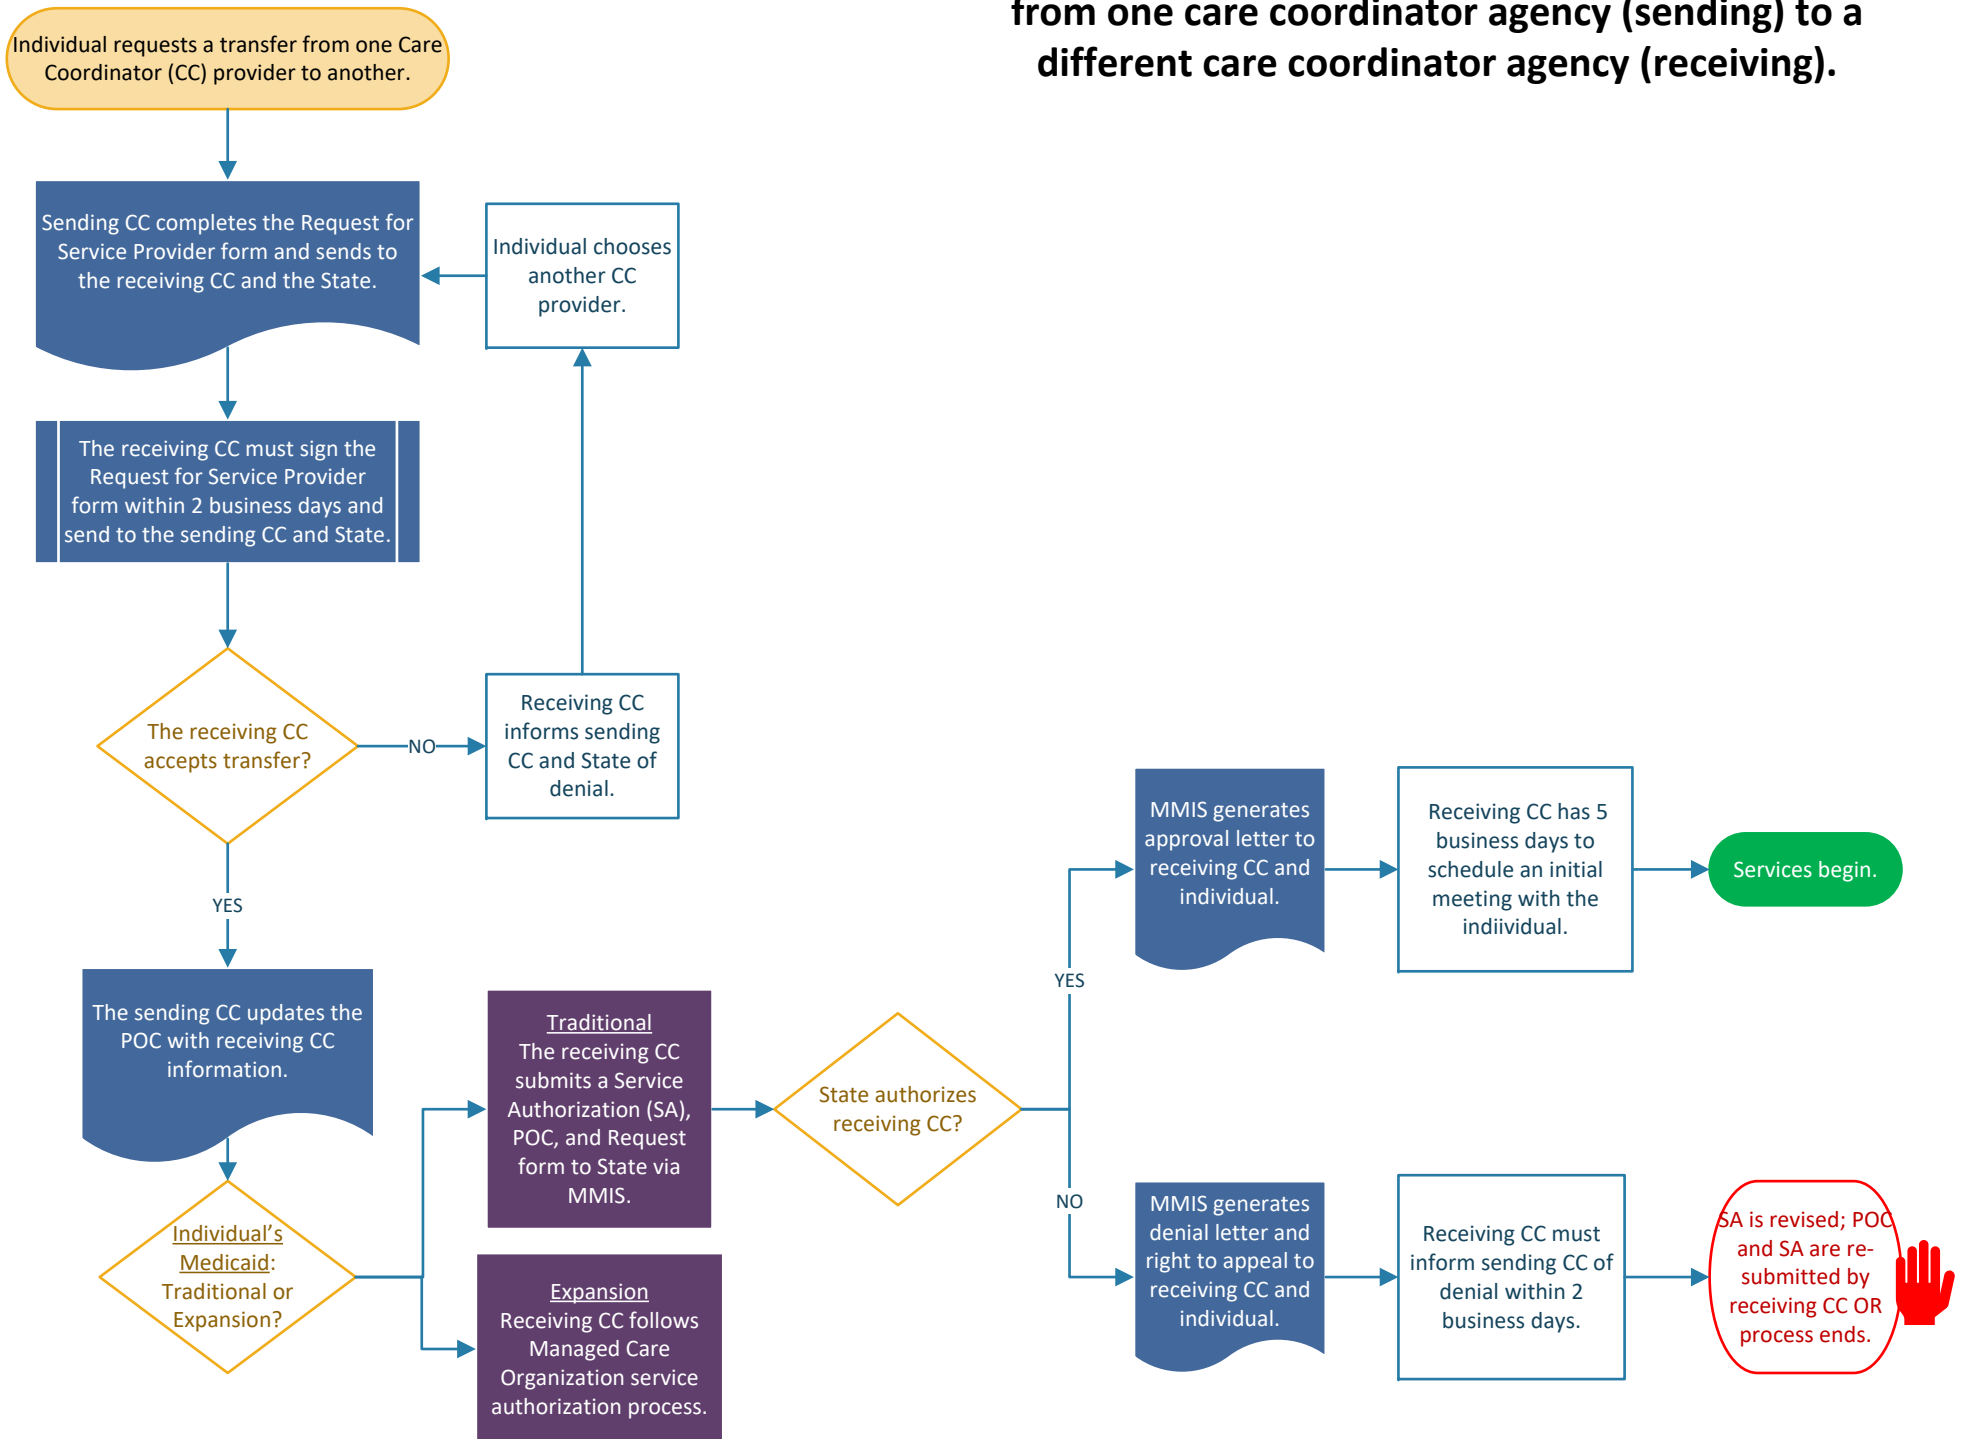 from one care coordinator agency (sending) to a
different care coordinator agency (receiving).
Individual requests a transfer from one Care
Coordinator (CC) provider to another.
Sending CC completes the Request for
Service Provider form and sends to
the receiving CC and the State.
Individual chooses
another CC
provider.
The receiving CC must sign the
Request for Service Provider
form within 2 business days and
send to the sending CC and State.
The receiving CC
accepts transfer?
NO
Receiving CC
informs sending
CC and State of
denial.
YES
The sending CC updates the
POC with receiving CC
information.
Individual's
Medicaid:
Traditional or
Expansion?
Traditional
The receiving CC
submits a Service
Authorization (SA),
POC, and Request
form to State via
MMIS.
Expansion
Receiving CC follows
Managed Care
Organization service
authorization process.
State authorizes
receiving CC?
YES
MMIS generates
approval letter to
receiving CC and
individual.
Receiving CC has 5
business days to
schedule an initial
meeting with the
indiividual.
Services begin.
NO
MMIS generates
denial letter and
right to appeal to
receiving CC and
individual.
Receiving CC must
inform sending CC of
denial within 2
business days.
SA is revised; POC
and SA are re-
submitted by
receiving CC OR
process ends.